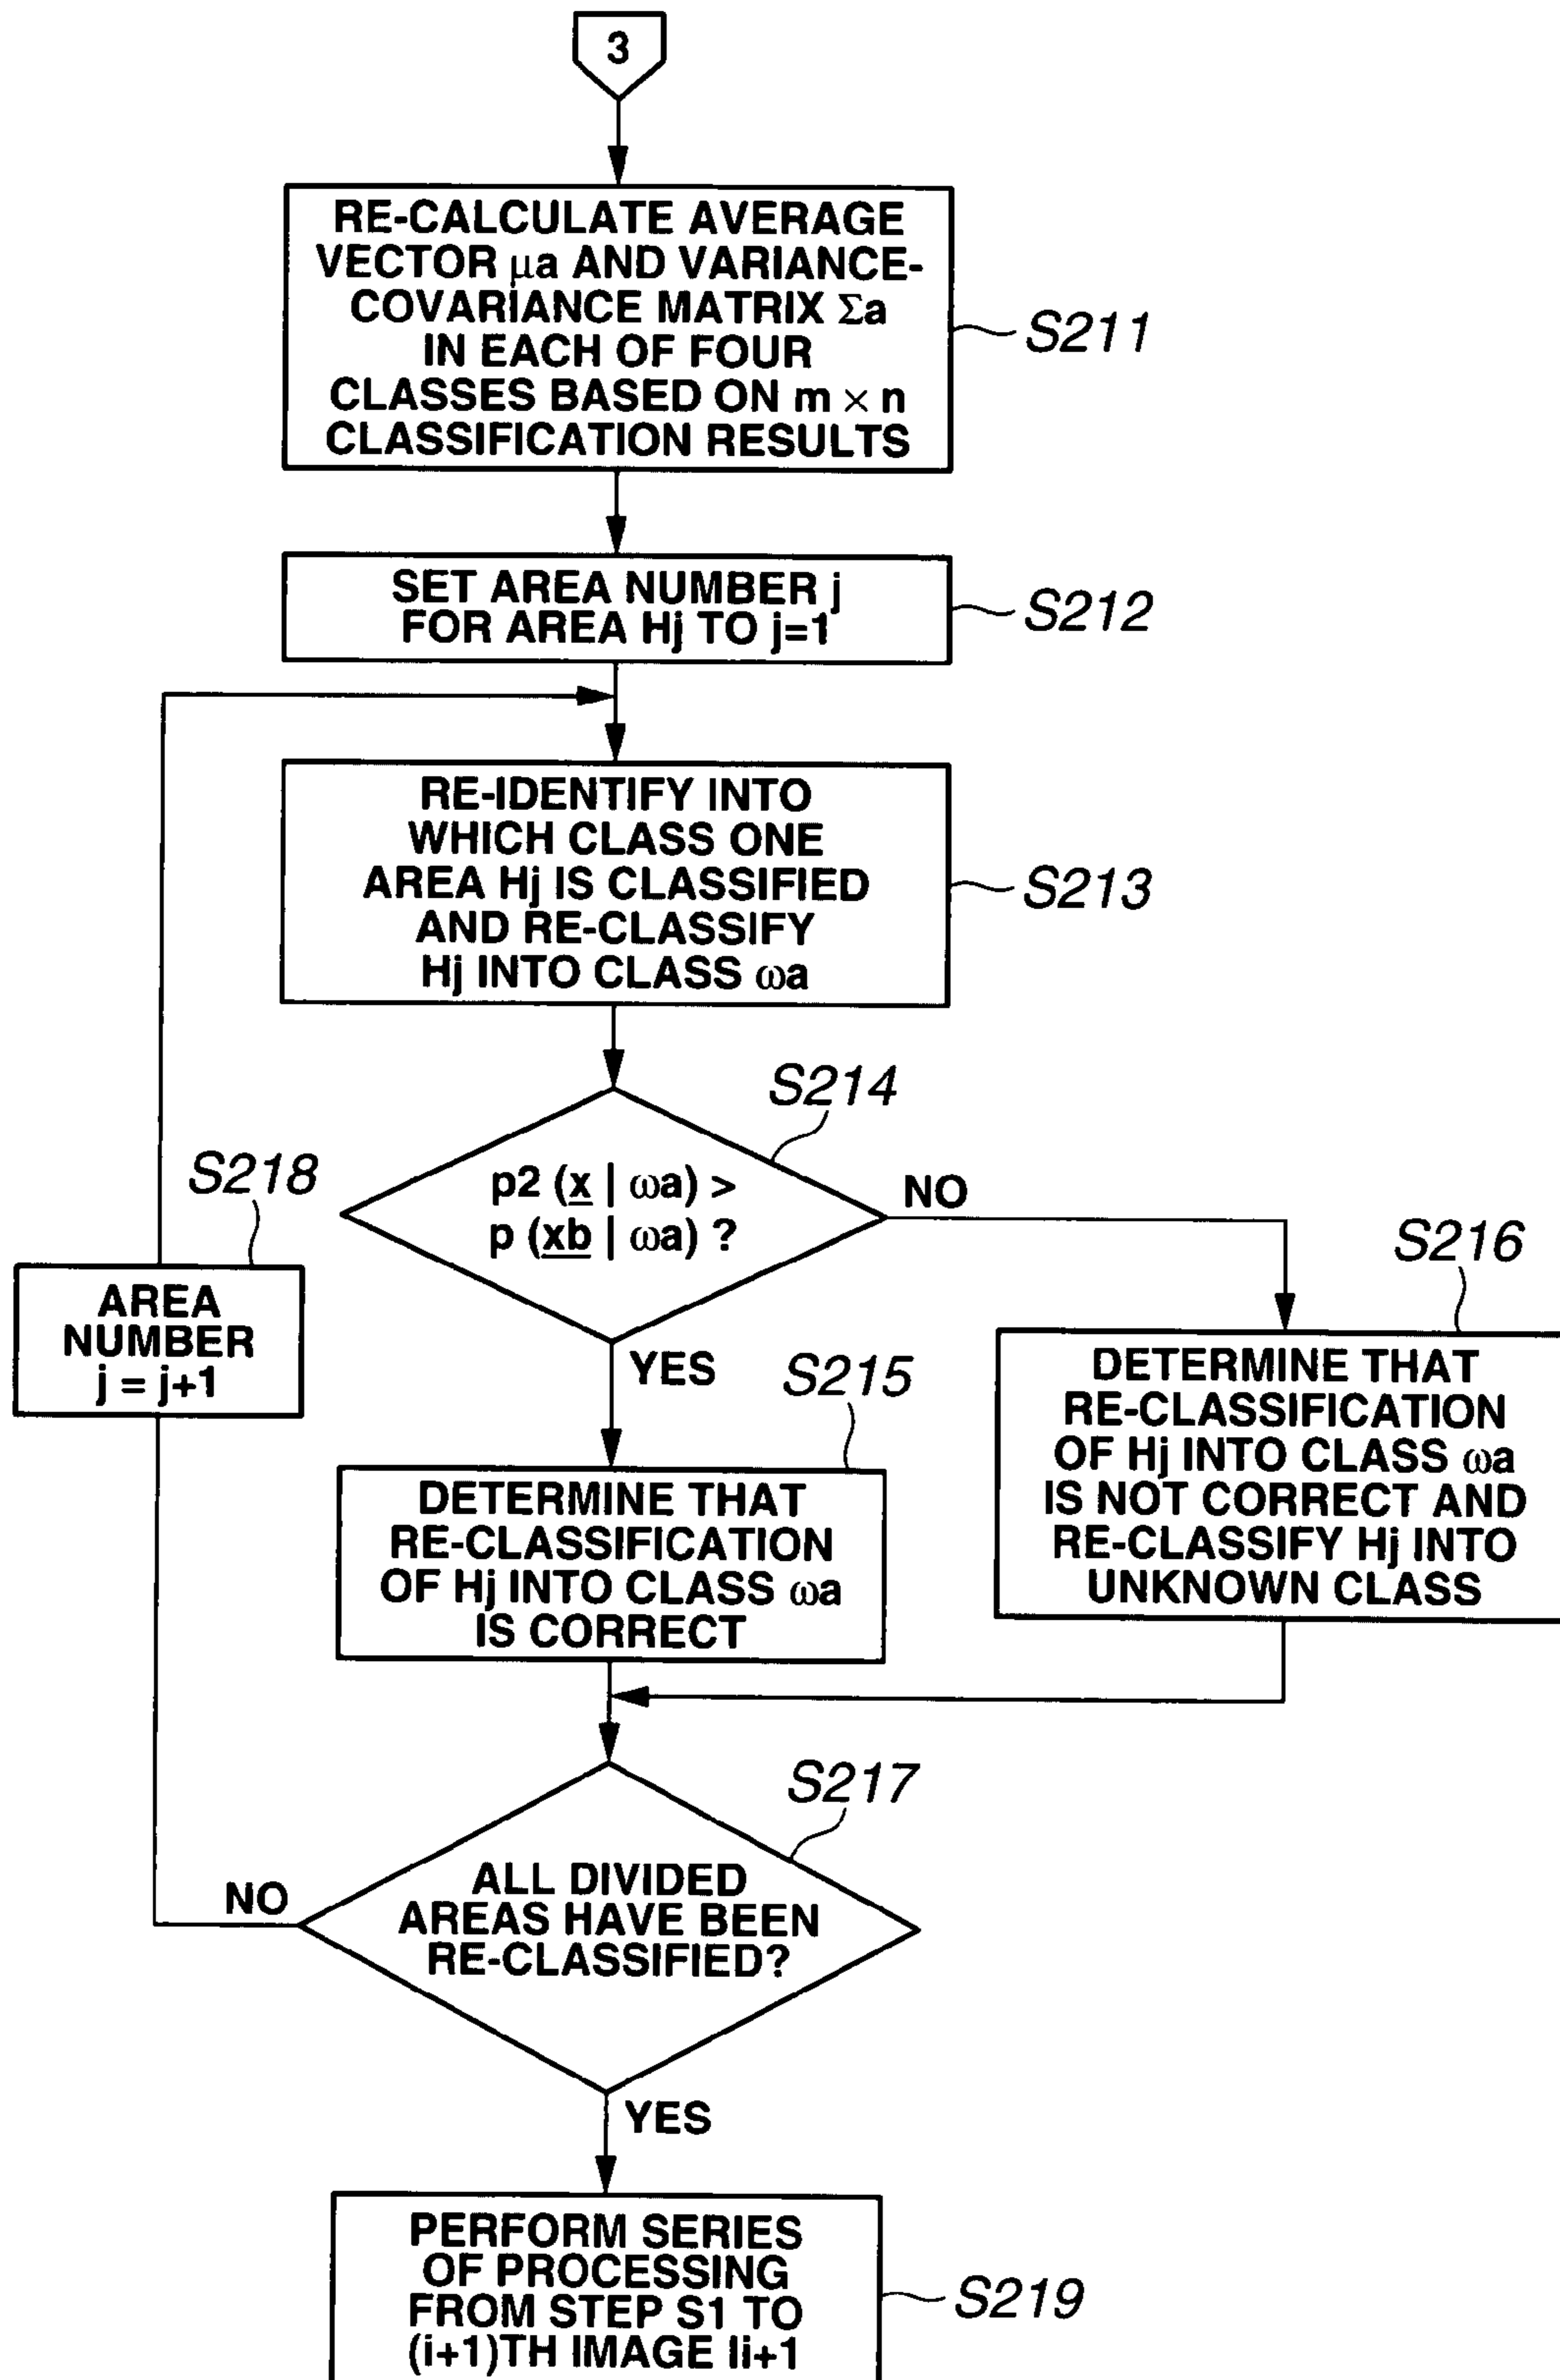 3
RE-CALCULATE AVERAGE
VECTOR μa AND VARIANCE-
COVARIANCE MATRIX Σa
IN EACH OF FOUR
CLASSES BASED ON m × n
CLASSIFICATION RESULTS
S211
SET AREA NUMBER j
FOR AREA Hj TO j=1
S212
RE-IDENTIFY INTO
WHICH CLASS ONE
AREA Hj IS CLASSIFIED
AND RE-CLASSIFY
Hj INTO CLASS ωa
S213
S214
p2 (x | ωa) >
p (xb | ωa) ?
NO
YES
S218
AREA
NUMBER
j = j+1
S216
DETERMINE THAT
RE-CLASSIFICATION
OF Hj INTO CLASS ωa
IS NOT CORRECT AND
RE-CLASSIFY Hj INTO
UNKNOWN CLASS
S215
DETERMINE THAT
RE-CLASSIFICATION
OF Hj INTO CLASS ωa
IS CORRECT
S217
ALL DIVIDED
AREAS HAVE BEEN
RE-CLASSIFIED?
NO
YES
PERFORM SERIES
OF PROCESSING
FROM STEP S1 TO
(i+1)TH IMAGE Ii+1
S219